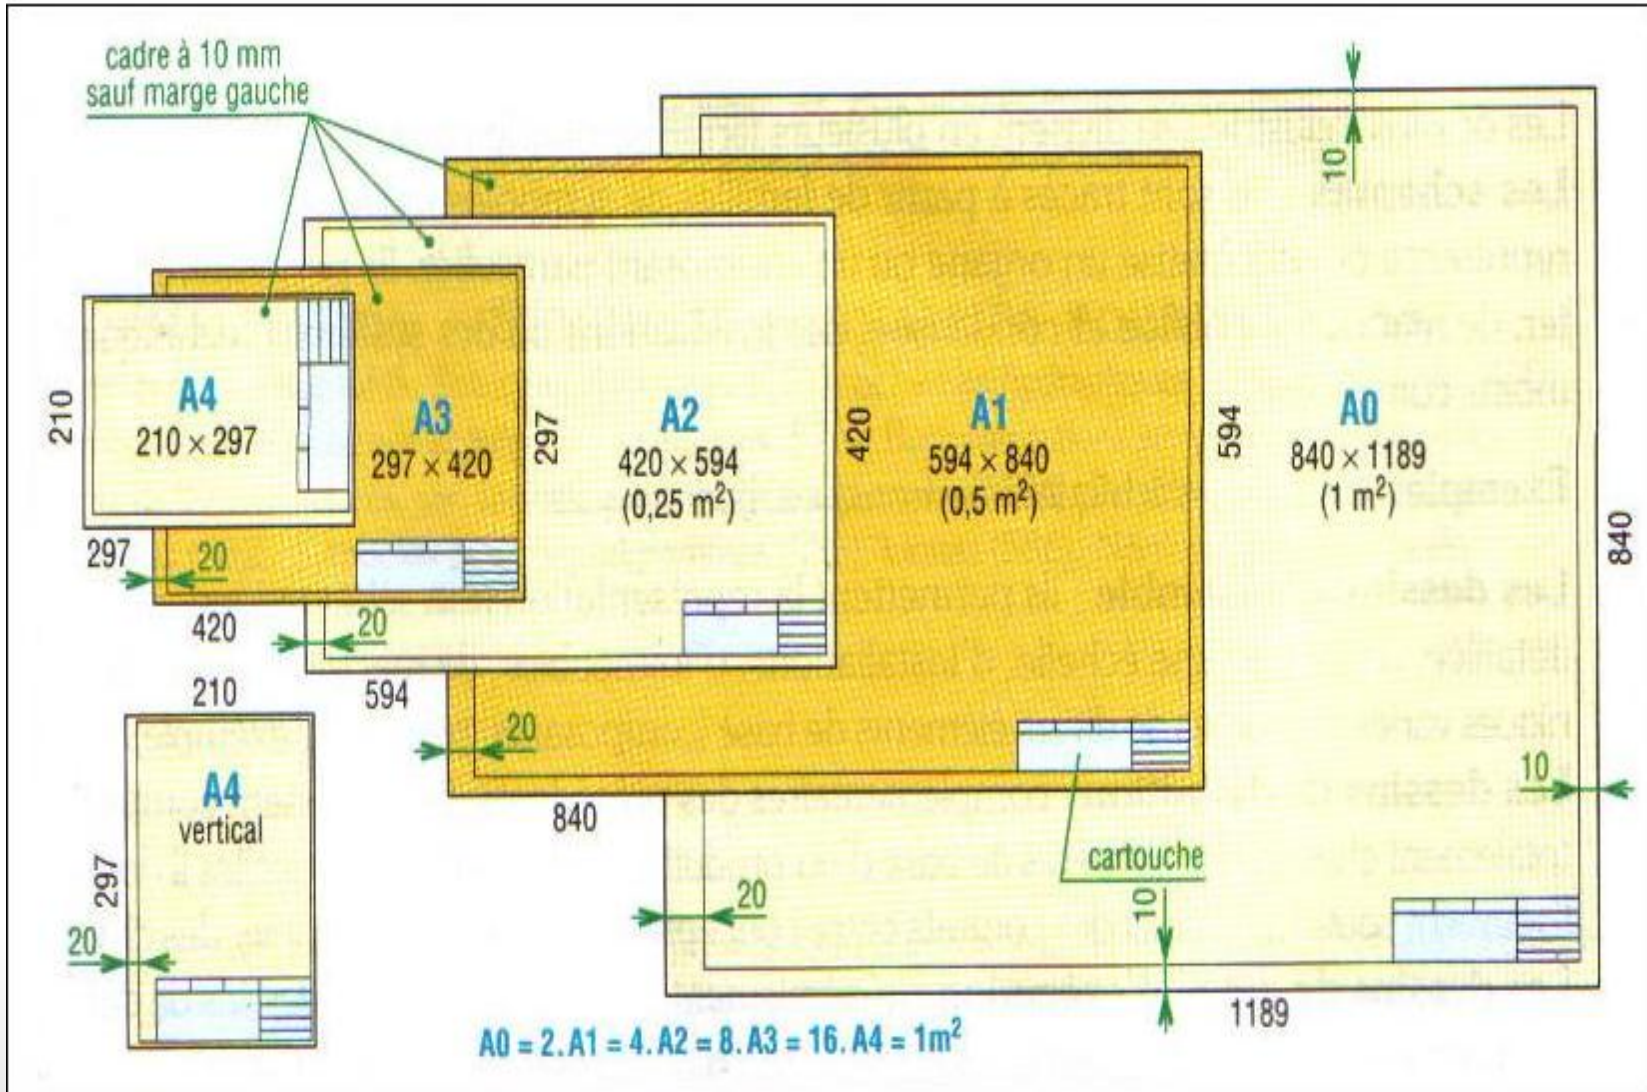 cadre à 10 mm
sauf marge gauche
10
A4
210 × 297
210
297
A3
297 × 420
297
20
420
A2
420 × 594
(0,25 m²)
420
20
594
A1
594 × 840
(0,5 m²)
594
20
840
A0
840 × 1189
(1 m²)
840
10
20
cartouche
10
1189
210
A4
vertical
297
20
A0 = 2. A1 = 4. A2 = 8. A3 = 16. A4 = 1m²